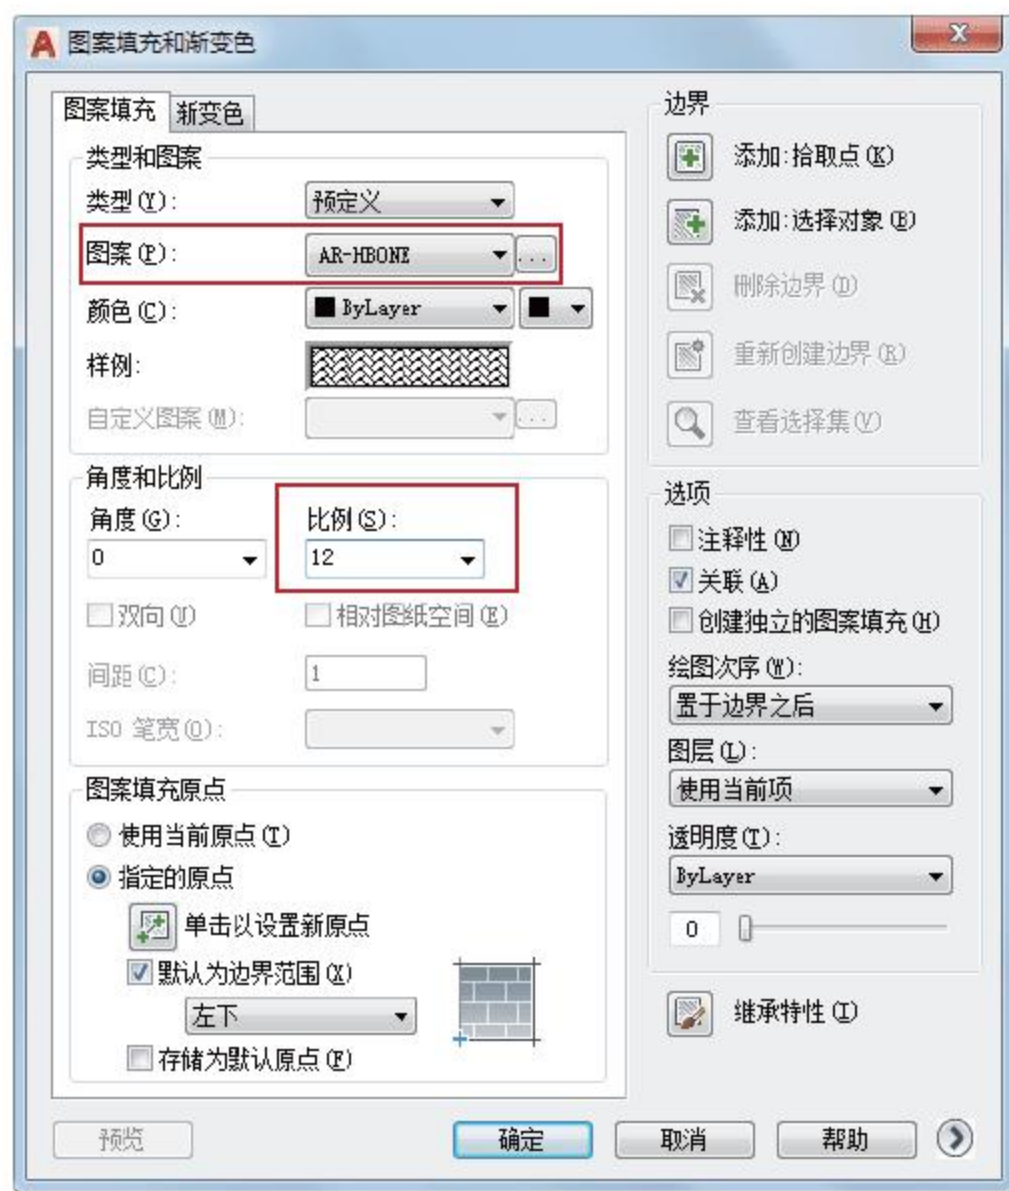 图案填充和渐变色
图案填充 渐变色
类型和图案
类型(Y): 预定义
图案(P): AR-HBONE ...
颜色(C): ByLayer
样例:
自定义图案(M): ...
角度和比例
角度(G): 比例(S):
0 12
双向(U) 相对图纸空间(E)
间距(C): 1
ISO 笔宽(O):
图案填充原点
使用当前原点(T)
指定的原点
单击以设置新原点
默认为边界范围(X)
左下
存储为默认原点(F)
边界
添加:拾取点(K)
添加:选择对象(B)
删除边界(D)
重新创建边界(R)
查看选择集(V)
选项
注释性(N)
关联(A)
创建独立的图案填充(H)
绘图次序(W):
置于边界之后
图层(L):
使用当前项
透明度(T):
ByLayer
0
继承特性(I)
预览 确定 取消 帮助